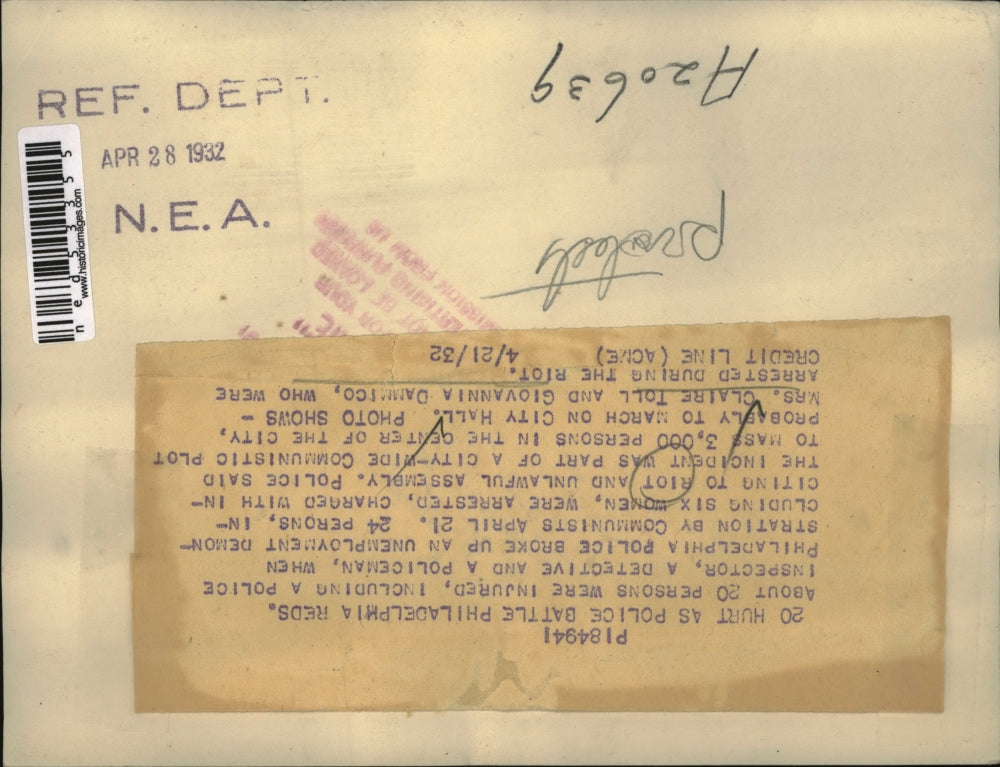 REF. DEPT.
APR 28 1932
N.E.A.
www.historicimages.com
ned53355
H20639
protests
P184941
20 HURT AS POLICE BATTLE PHILADELPHIA REDS.
ABOUT 20 PERSONS WERE INJURED, INCLUDING A POLICE
INSPECTOR, A DETECTIVE AND A POLICEMAN, WHEN
PHILADELPHIA POLICE BROKE UP AN UNEMPLOYMENT DEMON-
STRATION BY COMMUNISTS APRIL 21. 24 PERONS, IN-
CLUDING SIX WOMEN, WERE ARRESTED, CHARGED WITH IN-
CITING TO RIOT AND UNLAWFUL ASSEMBLY. POLICE SAID
THE INCIDENT WAS PART OF A CITY-WIDE COMMUNISTIC PLOT
TO MASS 3,000 PERSONS IN THE CENTER OF THE CITY,
PROBABLY TO MARCH ON CITY HALL. PHOTO SHOWS -
MRS. CLAIRE TOLL AND GIOVANNIA DAMMICO, WHO WERE
ARRESTED DURING THE RIOT.
CREDIT LINE (ACME) 4/21/32